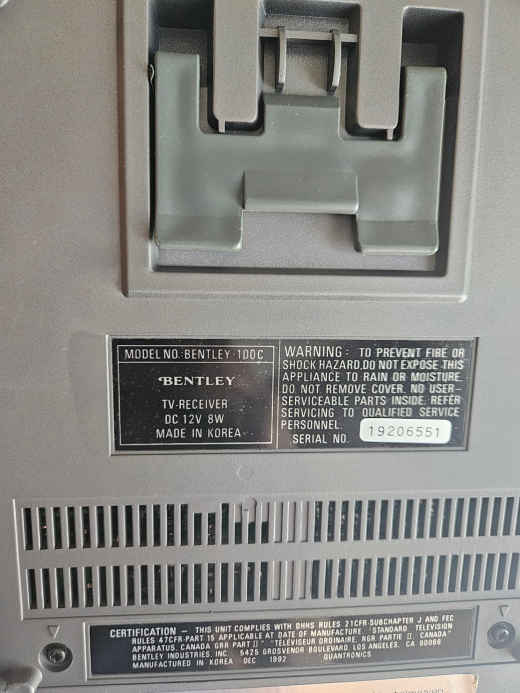 MODEL NO: BENTLEY-100C
BENTLEY
TV-RECEIVER
DC 12V 8W
MADE IN KOREA
WARNING: TO PREVENT FIRE OR
SHOCK HAZARD, DO NOT EXPOSE THIS
APPLIANCE TO RAIN OR MOISTURE.
DO NOT REMOVE COVER. NO USER-
SERVICEABLE PARTS INSIDE. REFER
SERVICING TO QUALIFIED SERVICE
PERSONNEL.
SERIAL NO. 19206551
CERTIFICATION - THIS UNIT COMPLIES WITH DHHS RULES 21CFR-SUBCHAPTER J AND FCC
RULES 47CFR-PART 15 APPLICABLE AT DATE OF MANUFACTURE. "STANDARD TELEVISION
APPARATUS, CANADA GRR PART II" "TELEVISEUR ORDINAIRE, RGR PARTIE II, CANADA"
BENTLEY INDUSTRIES, INC. 5425 GROSVENOR BOULEVARD LOS ANGELES, CA 90066
MANUFACTURED IN KOREA DEC 1992 QUANTRONICS